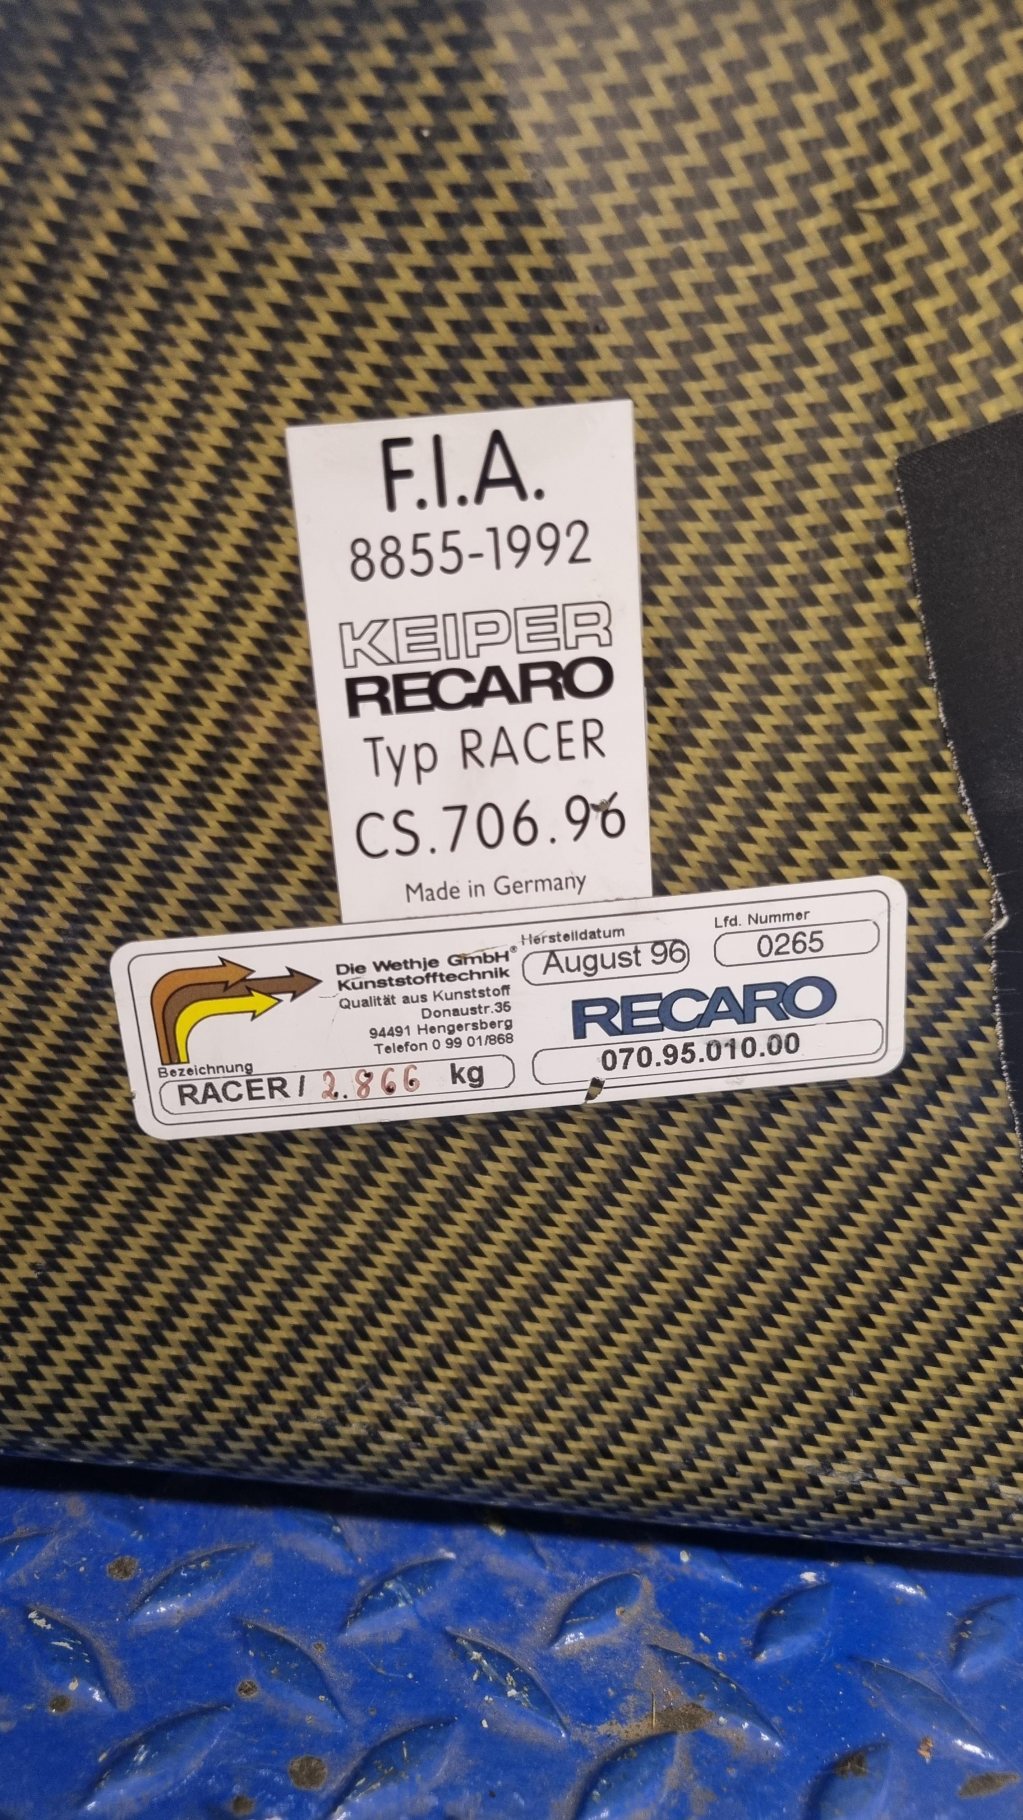 F.I.A.
8855-1992
KEIPER
RECARO
Typ RACER
CS.706.96
Made in Germany
Die Wethje GmbH®
Kunststofftechnik
Qualität aus Kunststoff
Donaustr.35
94491 Hengersberg
Telefon 0 99 01/868
Herstelldatum
August 96
Lfd. Nummer
0265
RECARO
070.95.010.00
Bezeichnung
RACER / 2.866 kg